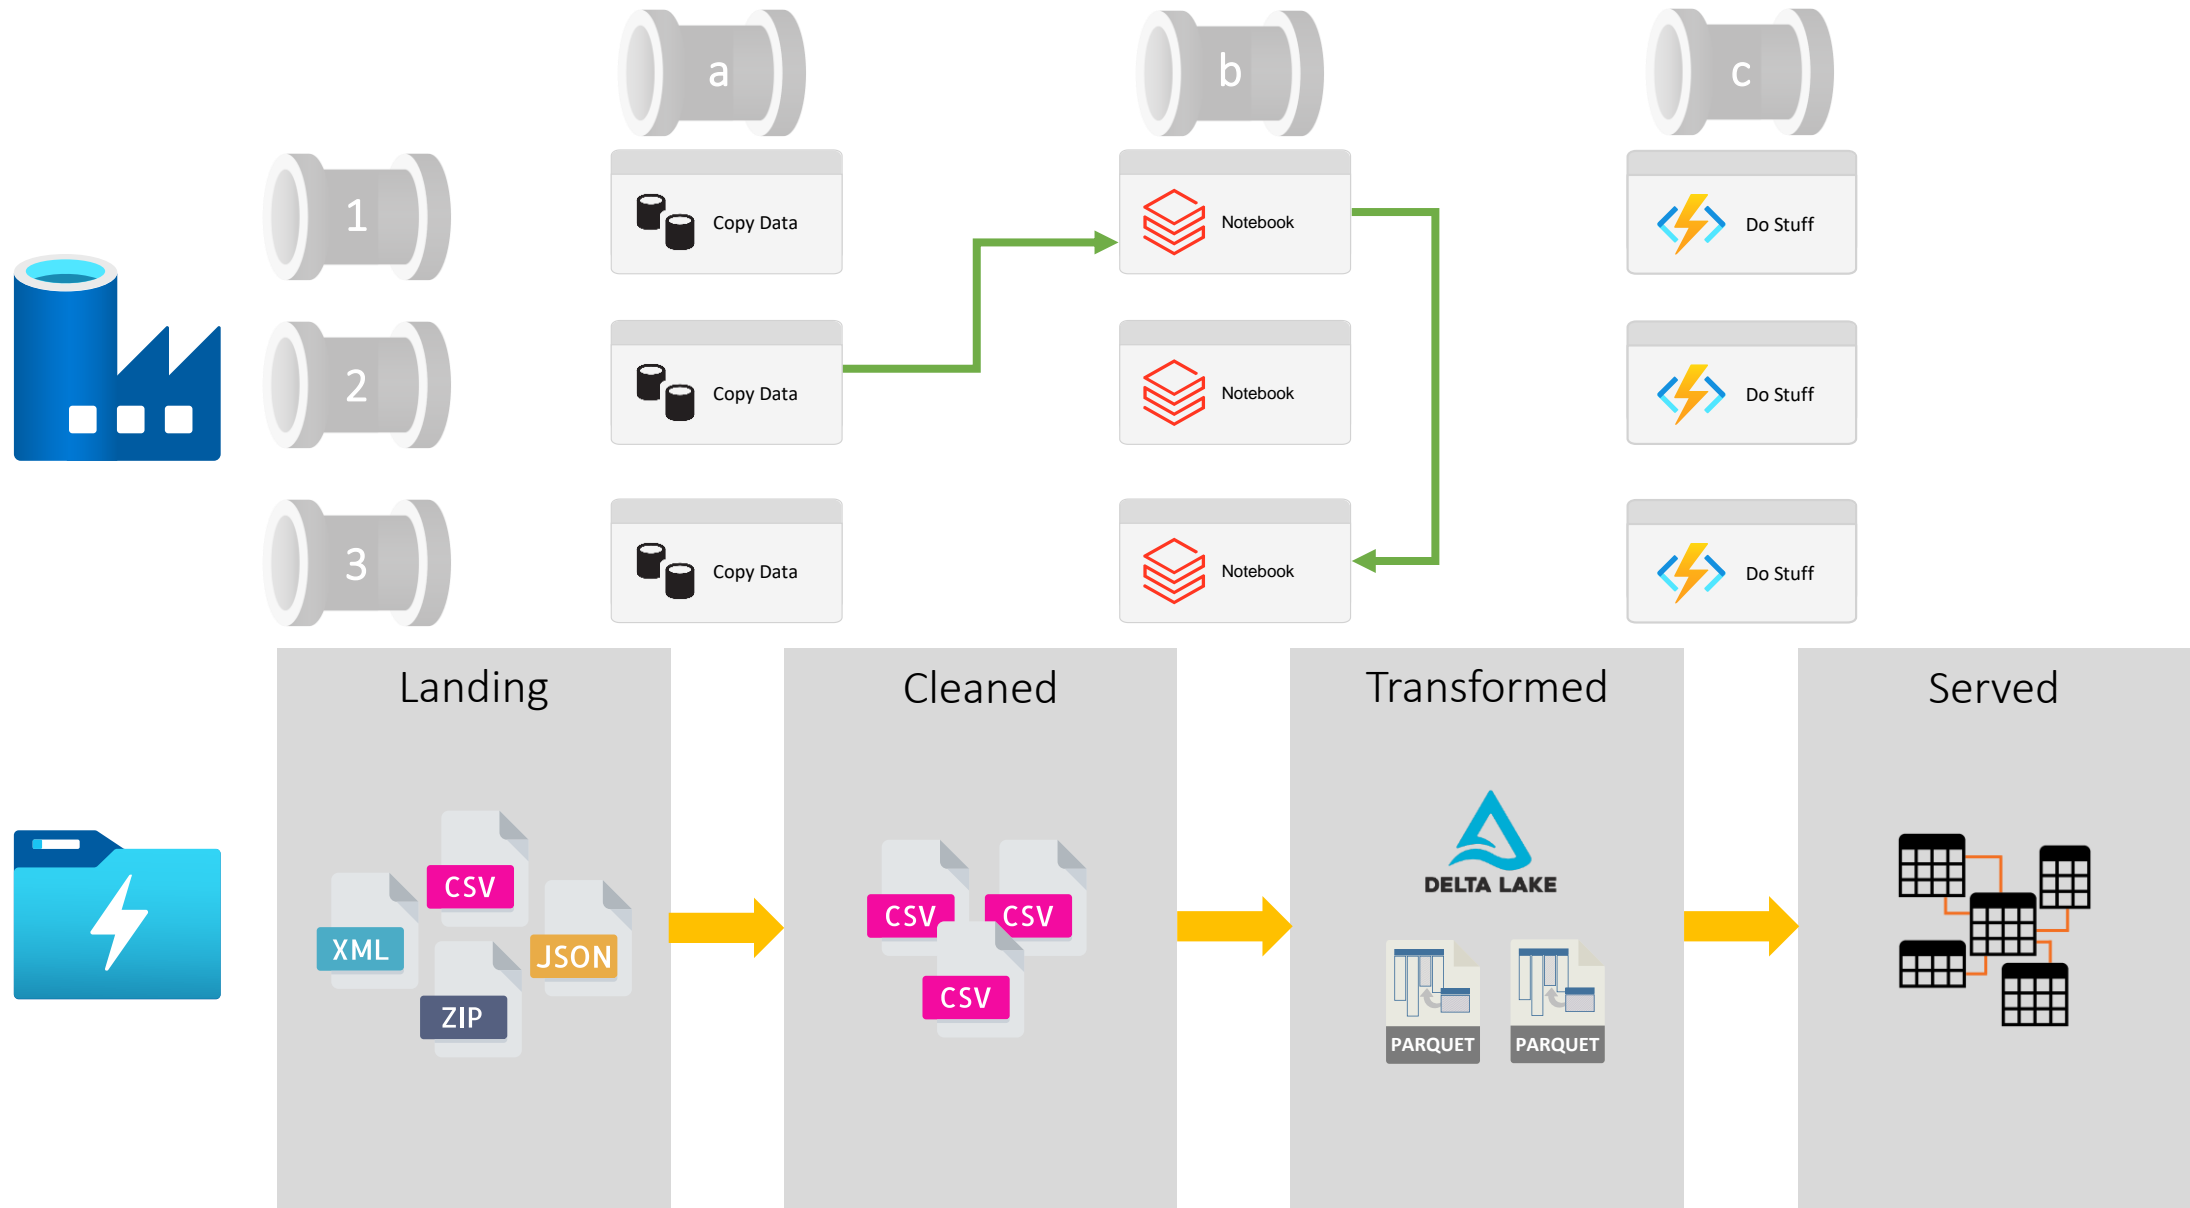 a
b
c
1
Copy Data
Notebook
Do Stuff
2
Copy Data
Notebook
Do Stuff
3
Copy Data
Notebook
Do Stuff
Landing
Cleaned
Transformed
Served
CSV
XML
JSON
ZIP
CSV
CSV
CSV
DELTA LAKE
PARQUET
PARQUET